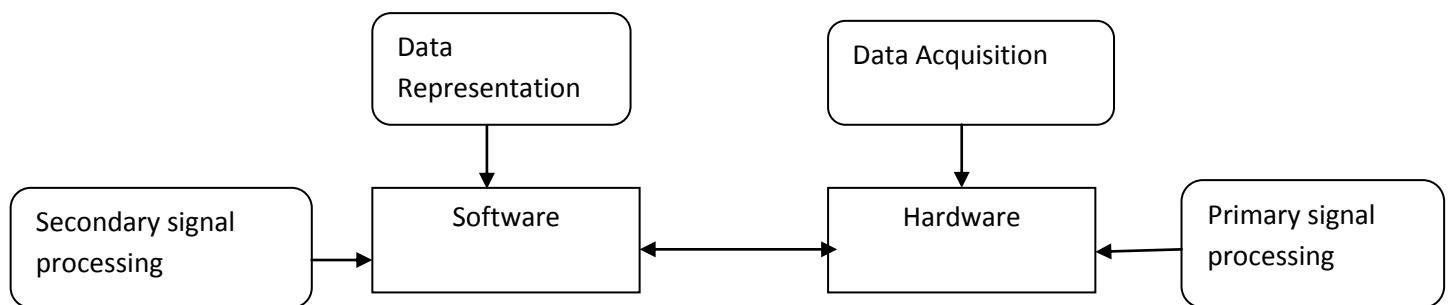 Data
Representation
Data Acquisition
Secondary signal
processing
Software
Hardware
Primary signal
processing